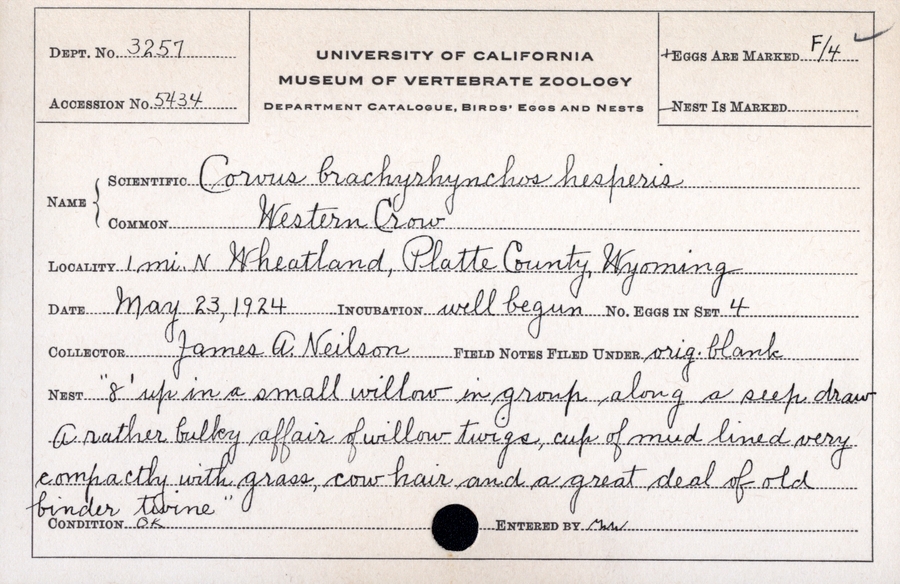 DEPT. No. 3257
UNIVERSITY OF CALIFORNIA
MUSEUM OF VERTEBRATE ZOOLOGY
DEPARTMENT CATALOGUE, BIRDS' EGGS AND NESTS
ACCESSION No. 5434
+EGGS ARE MARKED F/4
NEST IS MARKED
NAME { SCIENTIFIC Corvus brachyrhynchos hesperis
COMMON Western Crow
LOCALITY 1 mi N Wheatland, Platte County, Wyoming
DATE May 23, 1924 INCUBATION well begun No. EGGS IN SET 4
COLLECTOR James A. Neilson FIELD NOTES FILED UNDER orig. blank
NEST "8' up in a small willow in group along a seep draw
A rather bulky affair of willow twigs, cup of mud lined very
compactly with grass, cow hair and a great deal of old
binder twine"
CONDITION OK ENTERED BY